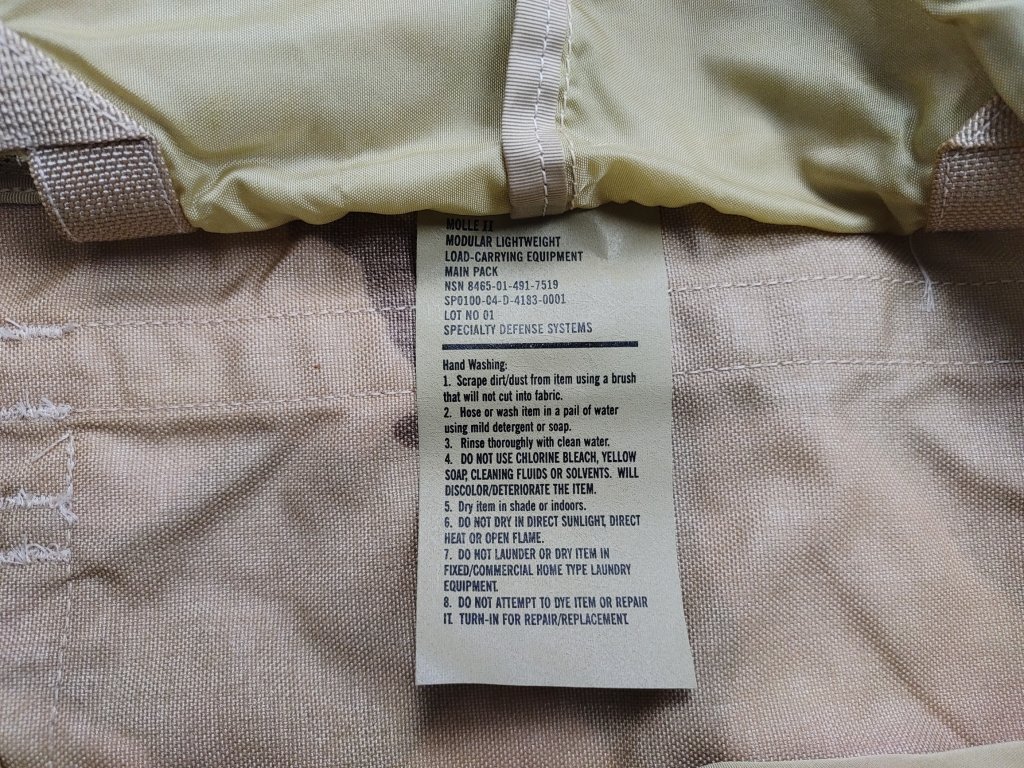 MOLLE II
MODULAR LIGHTWEIGHT
LOAD-CARRYING EQUIPMENT
MAIN PACK
NSN 8465-01-491-7519
SP0100-04-D-4183-0001
LOT NO 01
SPECIALTY DEFENSE SYSTEMS
Hand Washing:
1. Scrape dirt/dust from item using a brush
that will not cut into fabric.
2. Hose or wash item in a pail of water
using mild detergent or soap.
3. Rinse thoroughly with clean water.
4. DO NOT USE CHLORINE BLEACH, YELLOW
SOAP, CLEANING FLUIDS OR SOLVENTS. WILL
DISCOLOR/DETERIORATE THE ITEM.
5. Dry item in shade or indoors.
6. DO NOT DRY IN DIRECT SUNLIGHT, DIRECT
HEAT OR OPEN FLAME.
7. DO NOT LAUNDER OR DRY ITEM IN
FIXED/COMMERCIAL HOME TYPE LAUNDRY
EQUIPMENT.
8. DO NOT ATTEMPT TO DYE ITEM OR REPAIR
IT. TURN-IN FOR REPAIR/REPLACEMENT.